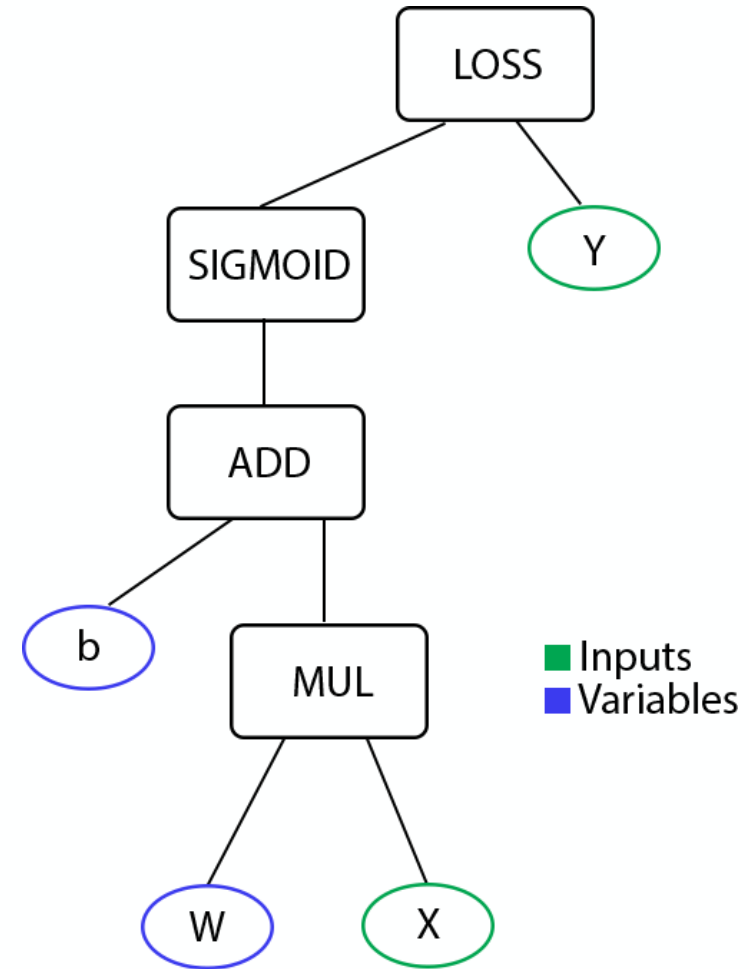 LOSS
SIGMOID
Y
ADD
b
MUL
Inputs
Variables
W
X